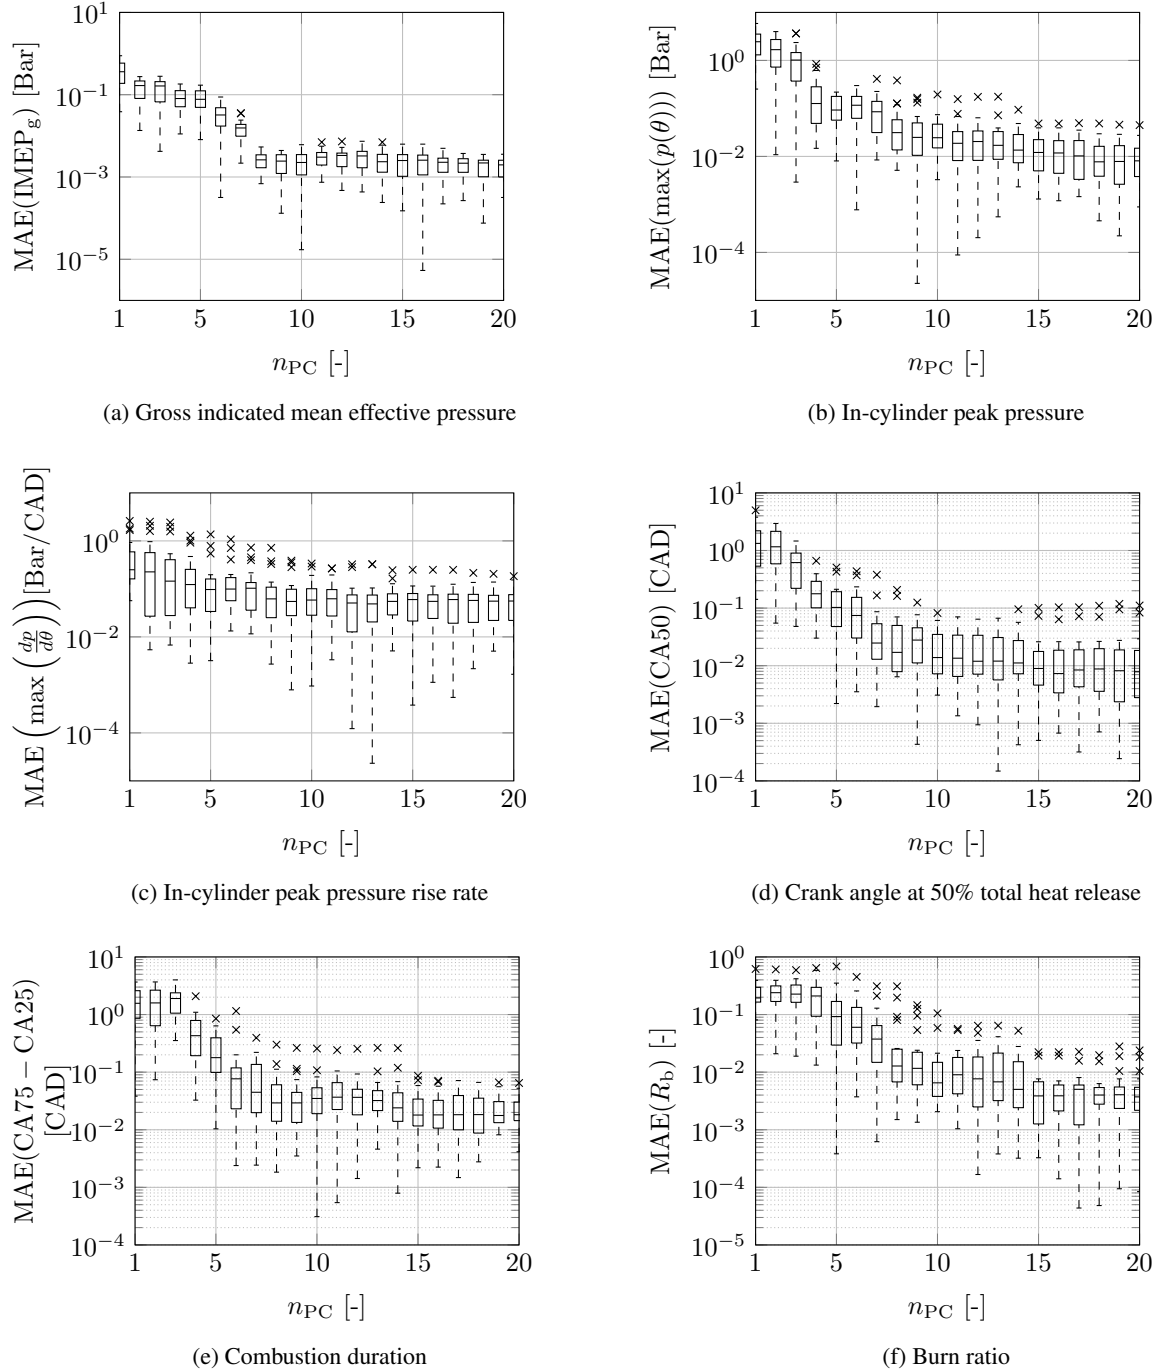 10^1
10^-1
10^-3
10^-5
1 5 10 15 20
MAE(IMEP_g) [Bar]
n_PC [-]
(a) Gross indicated mean effective pressure
10^0
10^-2
10^-4
1 5 10 15 20
MAE(max(p(θ))) [Bar]
n_PC [-]
(b) In-cylinder peak pressure
10^0
10^-2
10^-4
1 5 10 15 20
MAE (max (dp/dθ)) [Bar/CAD]
n_PC [-]
(c) In-cylinder peak pressure rise rate
10^1
10^0
10^-1
10^-2
10^-3
10^-4
1 5 10 15 20
MAE(CA50) [CAD]
n_PC [-]
(d) Crank angle at 50% total heat release
10^1
10^0
10^-1
10^-2
10^-3
10^-4
1 5 10 15 20
MAE(CA75 − CA25)
[CAD]
n_PC [-]
(e) Combustion duration
10^0
10^-1
10^-2
10^-3
10^-4
10^-5
1 5 10 15 20
MAE(R_b) [-]
n_PC [-]
(f) Burn ratio